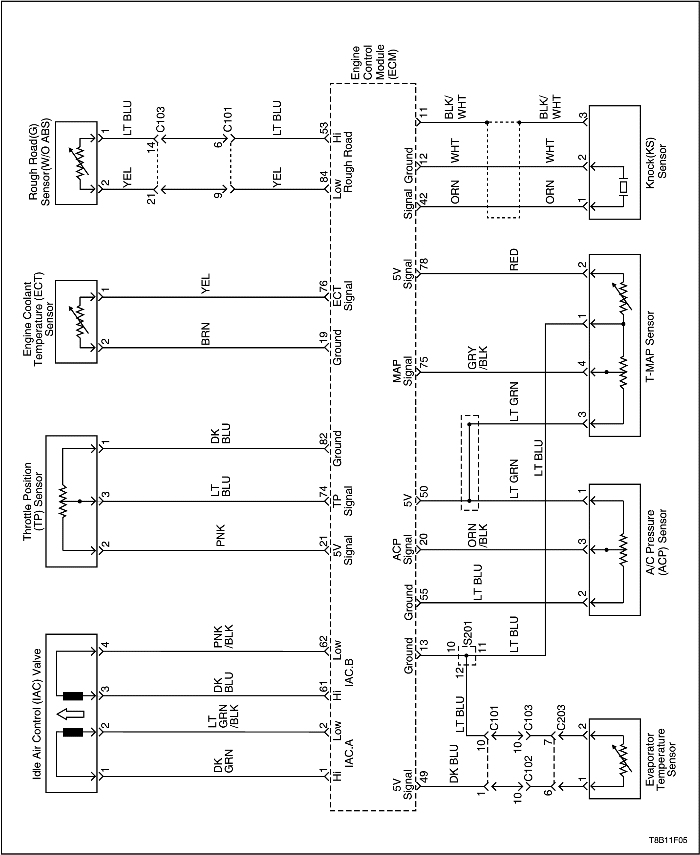 Engine
Control
Module
(ECM)
Rough Road(G)
Sensor(W/O ABS)
1
LT BLU
14
C103
6
C101
LT BLU
53
Hi
2
YEL
21
9
YEL
84
Low
Rough Road
Engine Coolant
Temperature (ECT)
Sensor
1
YEL
76
ECT
Signal
2
BRN
19
Ground
Throttle Position
(TP) Sensor
1
DK
BLU
82
Ground
3
LT
BLU
74
TP
Signal
2
PNK
21
5V
Signal
Idle Air Control (IAC) Valve
4
PNK
/BLK
62
Low
3
DK
BLU
61
Hi
IAC.B
2
LT
GRN
/BLK
2
Low
1
DK
GRN
1
Hi
IAC.A
11
BLK/
WHT
BLK/
WHT
3
Ground
12
WHT
WHT
2
Signal
42
ORN
ORN
1
Knock(KS)
Sensor
5V
Signal
78
RED
2
1
MAP
Signal
75
GRY
/BLK
4
LT GRN
3
T-MAP Sensor
LT BLU
5V
50
LT GRN
1
ACP
Signal
20
ORN
/BLK
3
Ground
55
LT BLU
2
A/C Pressure
(ACP) Sensor
Ground
13
10
S201
11
12
LT BLU
LT BLU
10
C101
10
C103
7
C203
2
5V
Signal
49
DK BLU
1
10
C102
6
1
Evaporator
Temperature
Sensor
T8B11F05